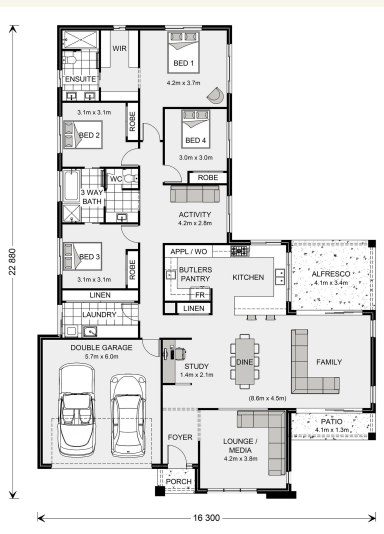 WIR
BED 1
4.2m x 3.7m
ENSUITE
3.1m x 3.1m
BED 2
ROBE
BED 4
3.0m x 3.0m
ROBE
WC
3 WAY
BATH
ACTIVITY
4.2m x 2.8m
BED 3
3.1m x 3.1m
ROBE
APPL / WO
BUTLERS
PANTRY
KITCHEN
FR
LINEN
ALFRESCO
4.1m x 3.4m
LINEN
LAUNDRY
DOUBLE GARAGE
5.7m x 6.0m
STUDY
1.4m x 2.1m
DINE
FAMILY
(8.6m x 4.5m)
PATIO
4.1m x 1.3m
FOYER
LOUNGE /
MEDIA
4.2m x 3.8m
PORCH
22 880
16 300